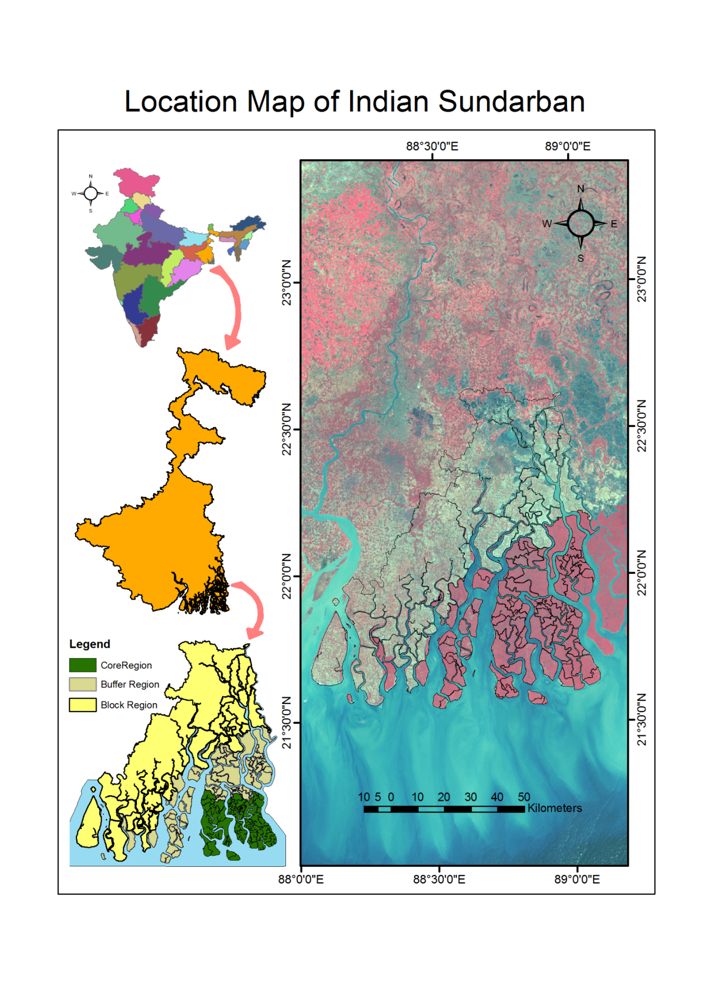 Location Map of Indian Sundarban
88°30'0"E 89°0'0"E
N
W E
S
N
W E
S
23°0'0"N 23°0'0"N
22°30'0"N 22°30'0"N
22°0'0"N 22°0'0"N
21°30'0"N 21°30'0"N
Legend
CoreRegion
Buffer Region
Block Region
10 5 0 10 20 30 40 50
Kilometers
88°0'0"E 88°30'0"E 89°0'0"E